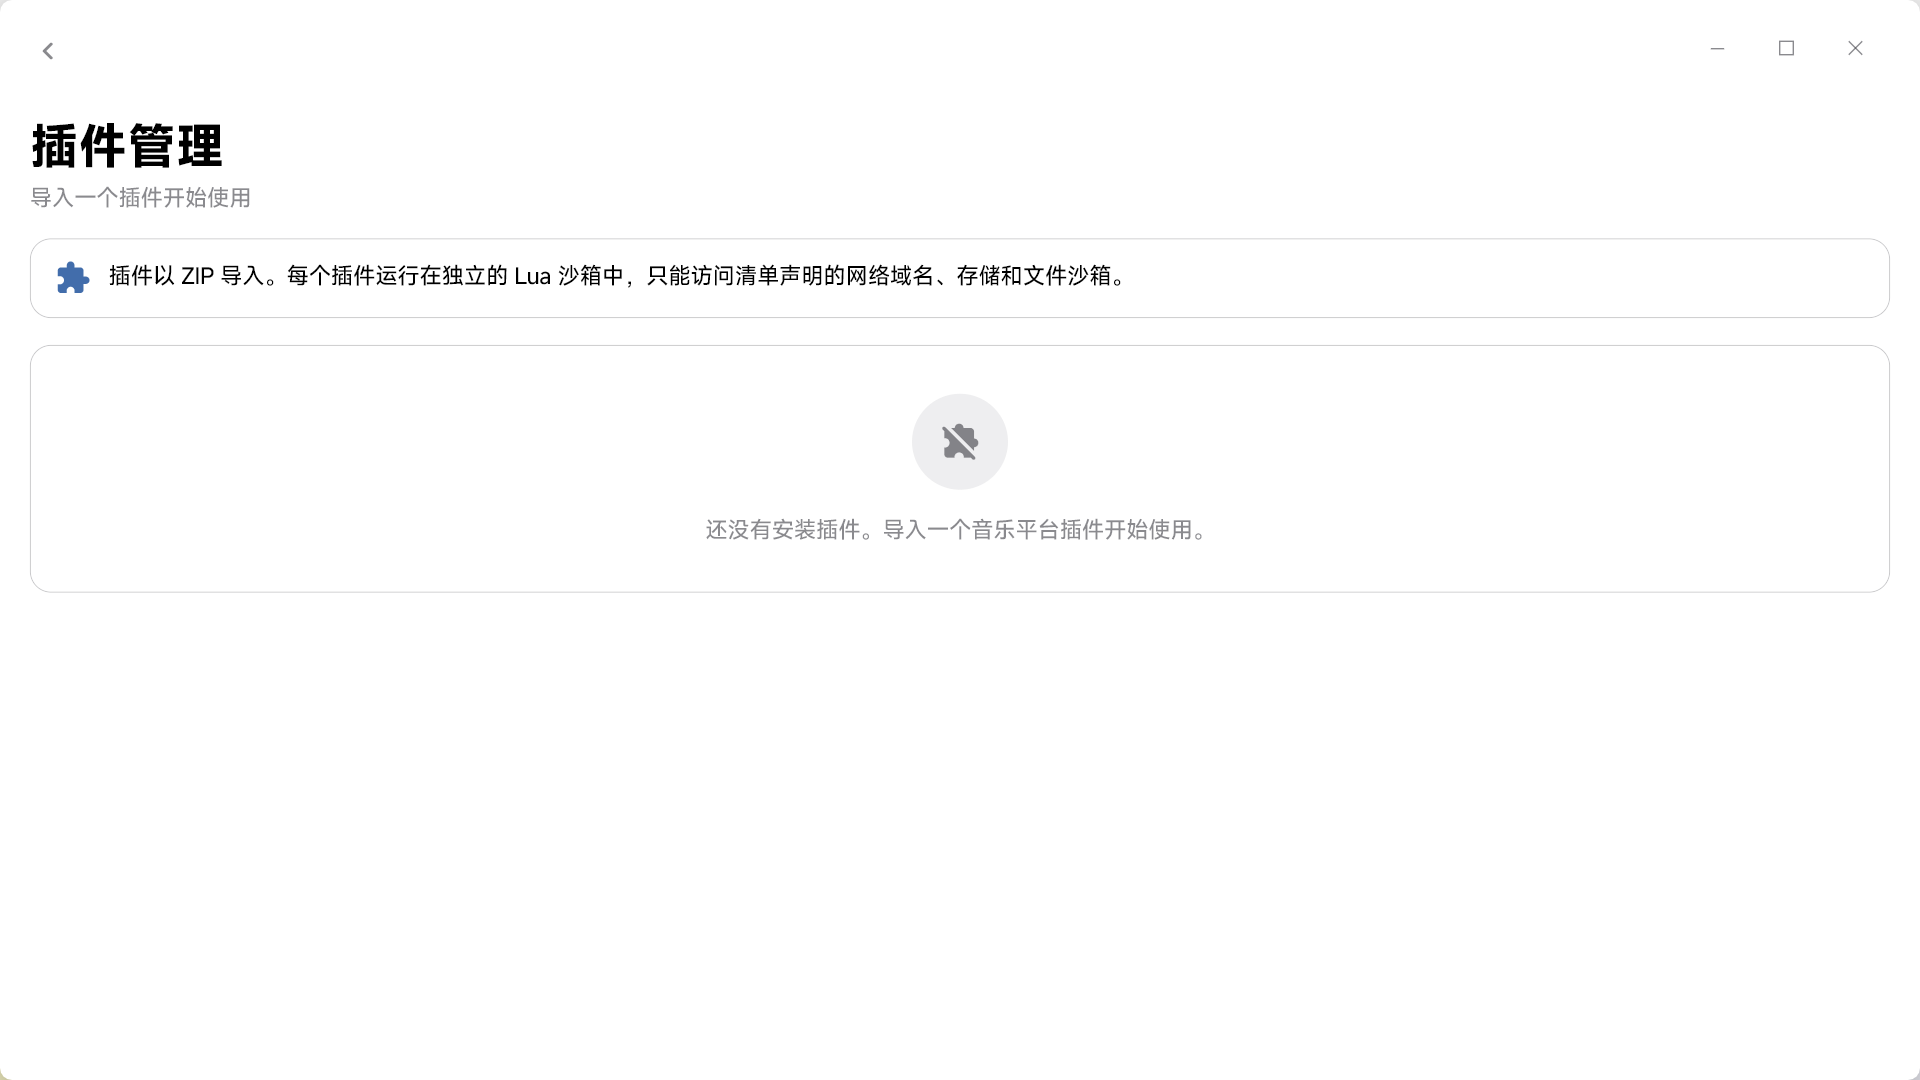 插件管理
导入一个插件开始使用
插件以 ZIP 导入。每个插件运行在独立的 Lua 沙箱中，只能访问清单声明的网络域名、存储和文件沙箱。
还没有安装插件。导入一个音乐平台插件开始使用。